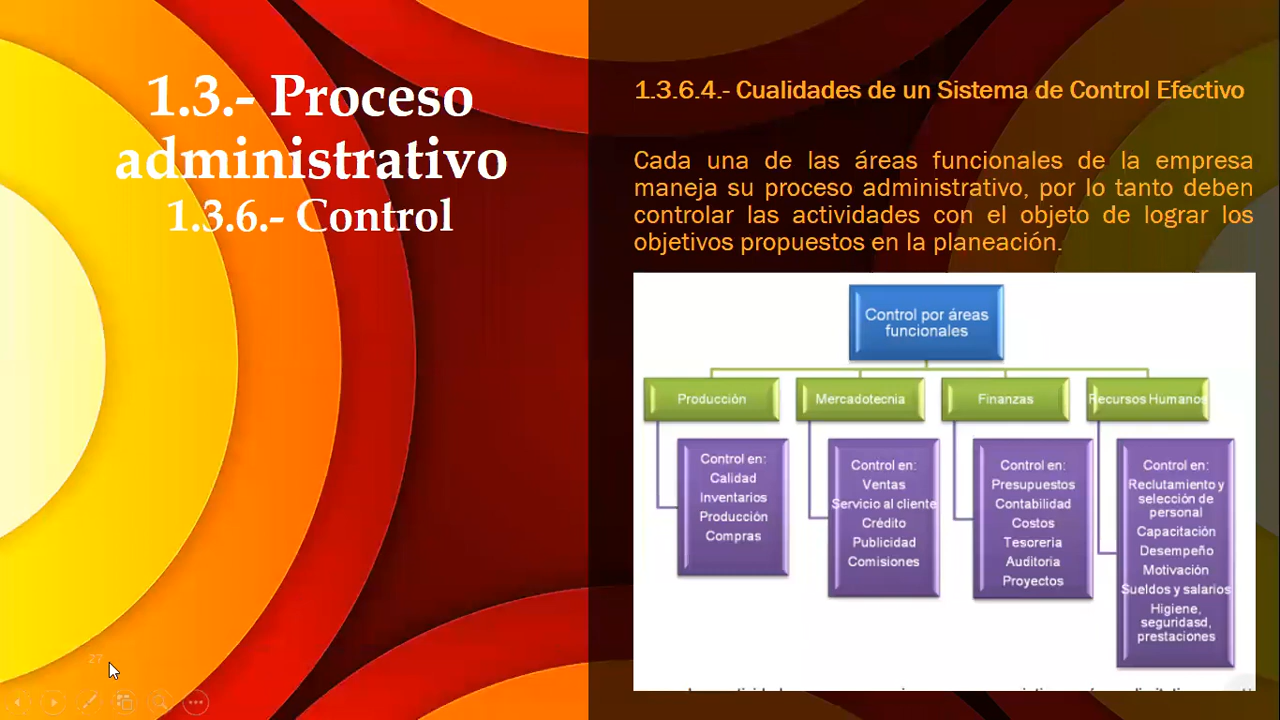 1.3.- Proceso
administrativo
1.3.6.- Control
1.3.6.4.- Cualidades de un Sistema de Control Efectivo
Cada una de las áreas funcionales de la empresa
maneja su proceso administrativo, por lo tanto deben
controlar las actividades con el objeto de lograr los
objetivos propuestos en la planeación.
Control por áreas
funcionales
Producción
Control en:
Calidad
Inventarios
Producción
Compras
Mercadotecnia
Control en:
Ventas
Servicio al cliente
Crédito
Publicidad
Comisiones
Finanzas
Control en:
Presupuestos
Contabilidad
Costos
Tesoreria
Auditoria
Proyectos
Recursos Humanos
Control en:
Reclutamiento y
selección de
personal
Capacitación
Desempeño
Motivación
Sueldos y salarios
Higiene,
seguridasd,
prestaciones
27